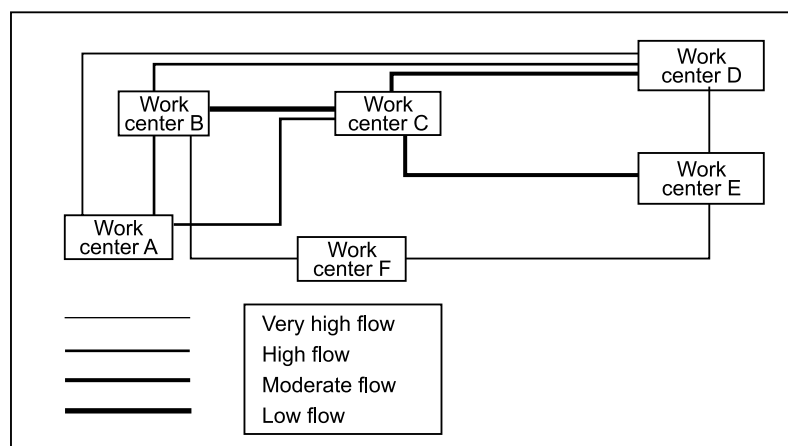 Work
center D
Work
center B
Work
center C
Work
center E
Work
center A
Work
center F
Very high flow
High flow
Moderate flow
Low flow